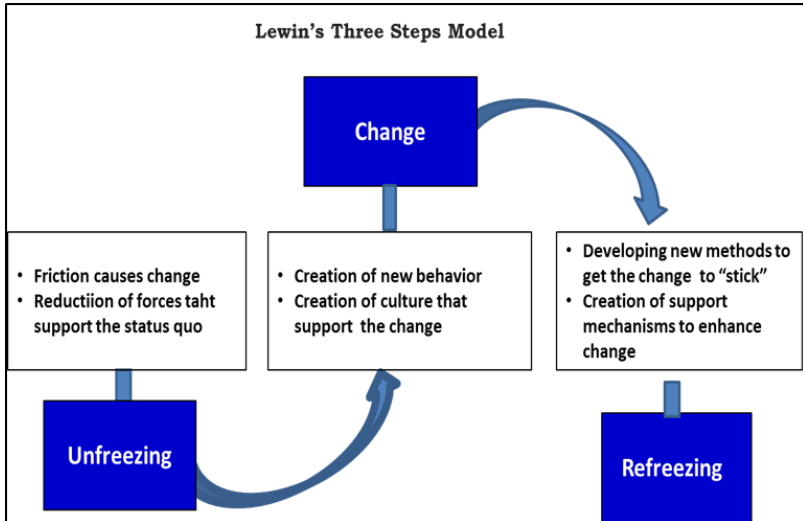 Lewin's Three Steps Model
Change
• Friction causes change
• Reductiion of forces taht
support the status quo
• Creation of new behavior
• Creation of culture that
support the change
• Developing new methods to
get the change to “stick”
• Creation of support
mechanisms to enhance
change
Unfreezing
Refreezing